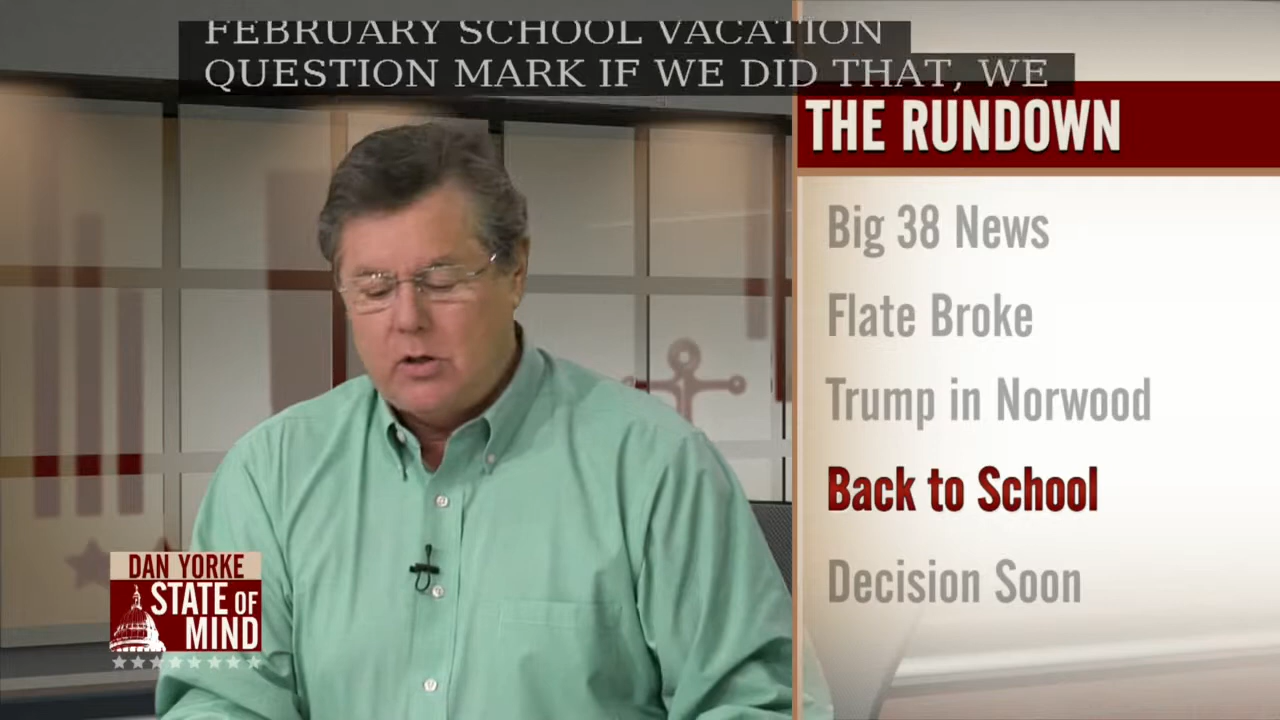 FEBRUARY SCHOOL VACATION
QUESTION MARK IF WE DID THAT, WE
THE RUNDOWN
Big 38 News
Flate Broke
Trump in Norwood
Back to School
Decision Soon
DAN YORKE
STATE OF
MIND